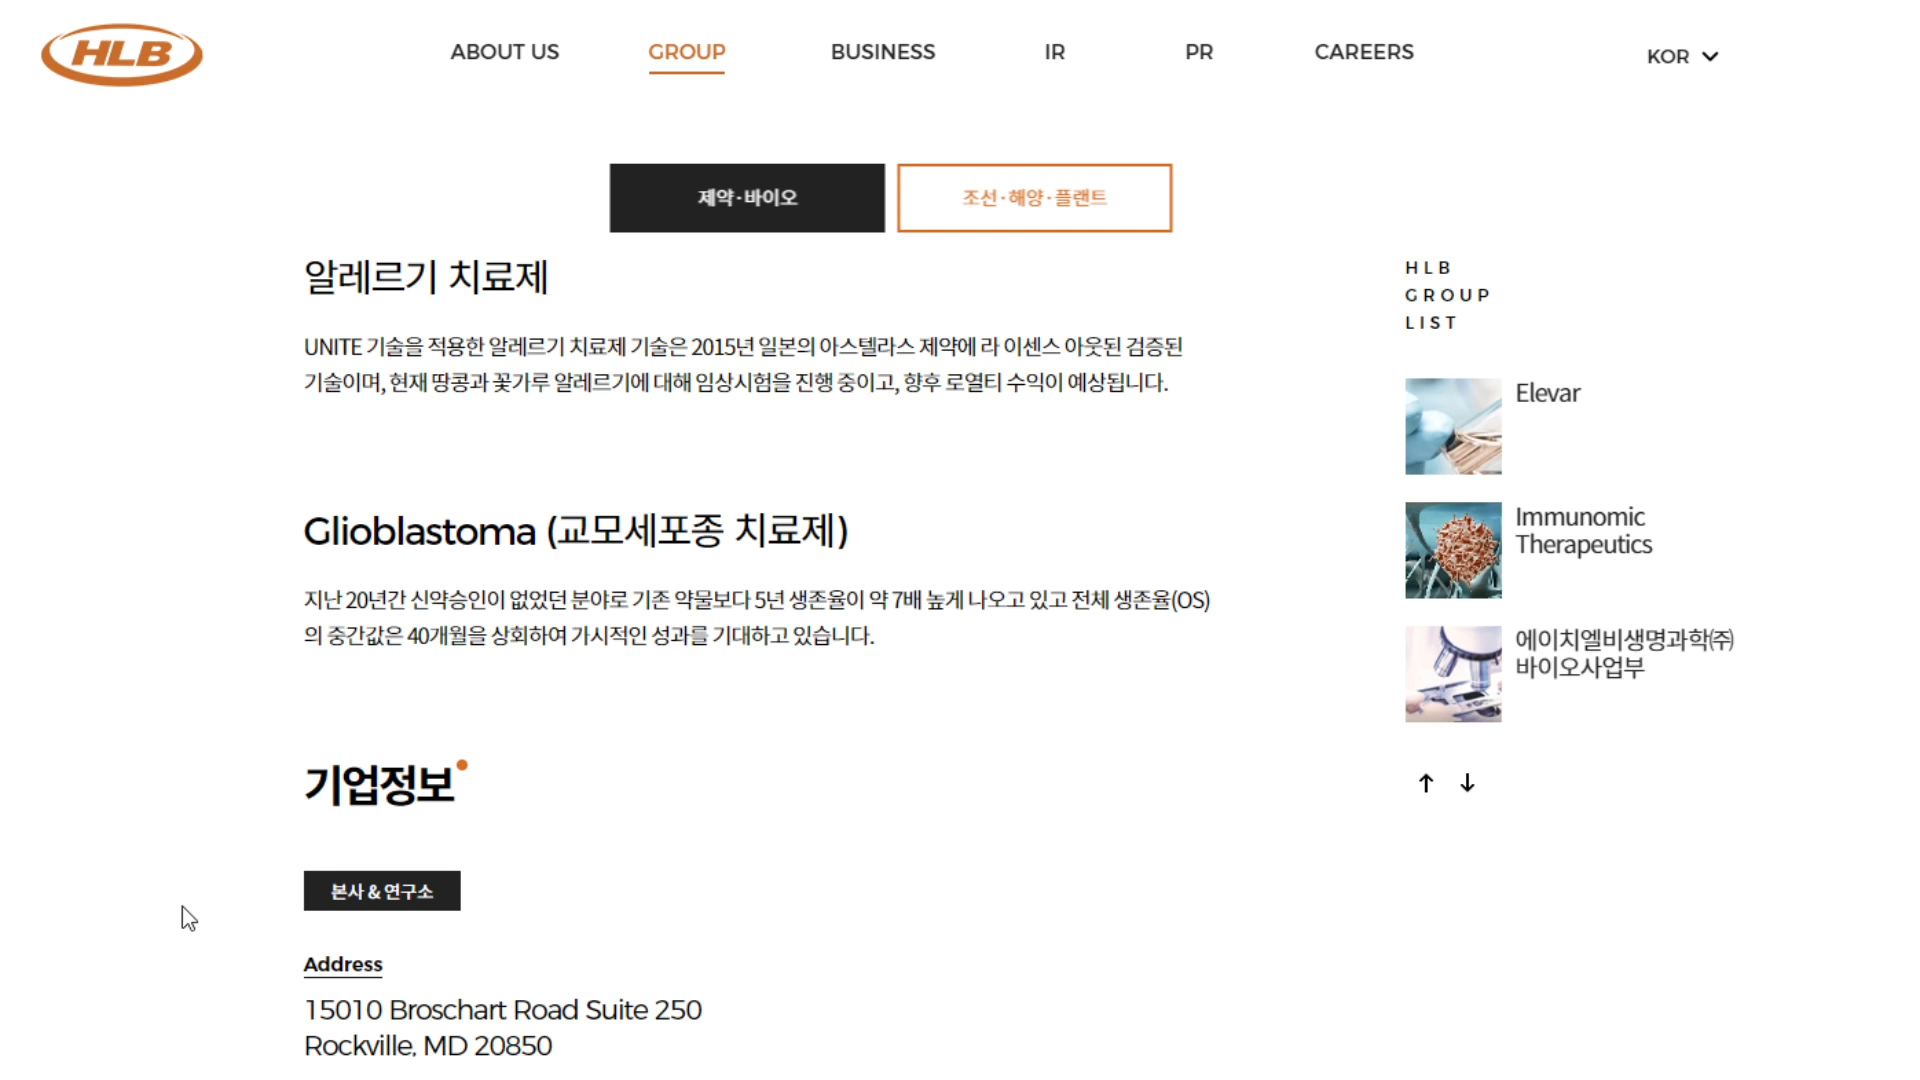 HLB
ABOUT US
GROUP
BUSINESS
IR
PR
CAREERS
KOR
제약·바이오
조선·해양·플랜트
알레르기 치료제
UNITE 기술을 적용한 알레르기 치료제 기술은 2015년 일본의 아스텔라스 제약에 라 이센스 아웃된 검증된
기술이며, 현재 땅콩과 꽃가루 알레르기에 대해 임상시험을 진행 중이고, 향후 로열티 수익이 예상됩니다.
Glioblastoma (교모세포종 치료제)
지난 20년간 신약승인이 없었던 분야로 기존 약물보다 5년 생존율이 약 7배 높게 나오고 있고 전체 생존율(OS)
의 중간값은 40개월을 상회하여 가시적인 성과를 기대하고 있습니다.
기업정보
본사 & 연구소
Address
15010 Broschart Road Suite 250
Rockville, MD 20850
HLB
GROUP
LIST
Elevar
Immunomic
Therapeutics
에이치엘비생명과학㈜
바이오사업부